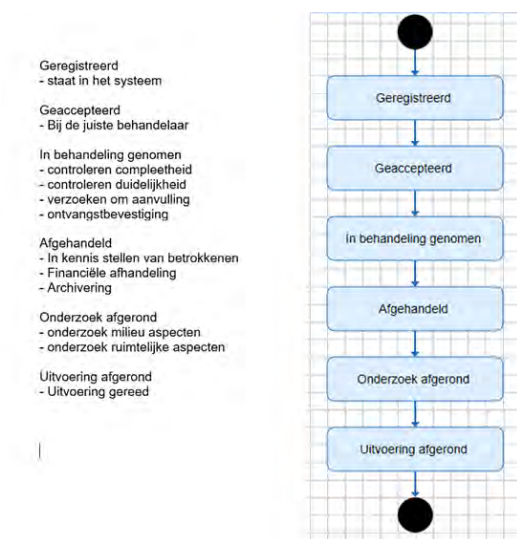 Geregistreerd
- staat in het systeem
Geaccepteerd
- Bij de juiste behandelaar
In behandeling genomen
- controleren compleetheid
- controleren duidelijkheid
- verzoeken om aanvulling
- ontvangstbevestiging
Afgehandeld
- In kennis stellen van betrokkenen
- Financiële afhandeling
- Archivering
Onderzoek afgerond
- onderzoek milieu aspecten
- onderzoek ruimtelijke aspecten
Uitvoering afgerond
- Uitvoering gereed
Geregistreerd
Geaccepteerd
In behandeling genomen
Afgehandeld
Onderzoek afgerond
Uitvoering afgerond